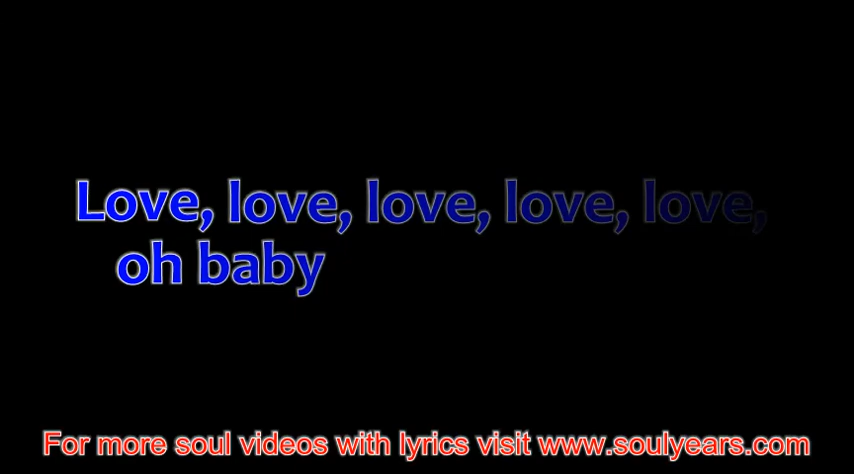 Love, love, love, love, love,
oh baby
For more soul videos with lyrics visit www.soulyears.com